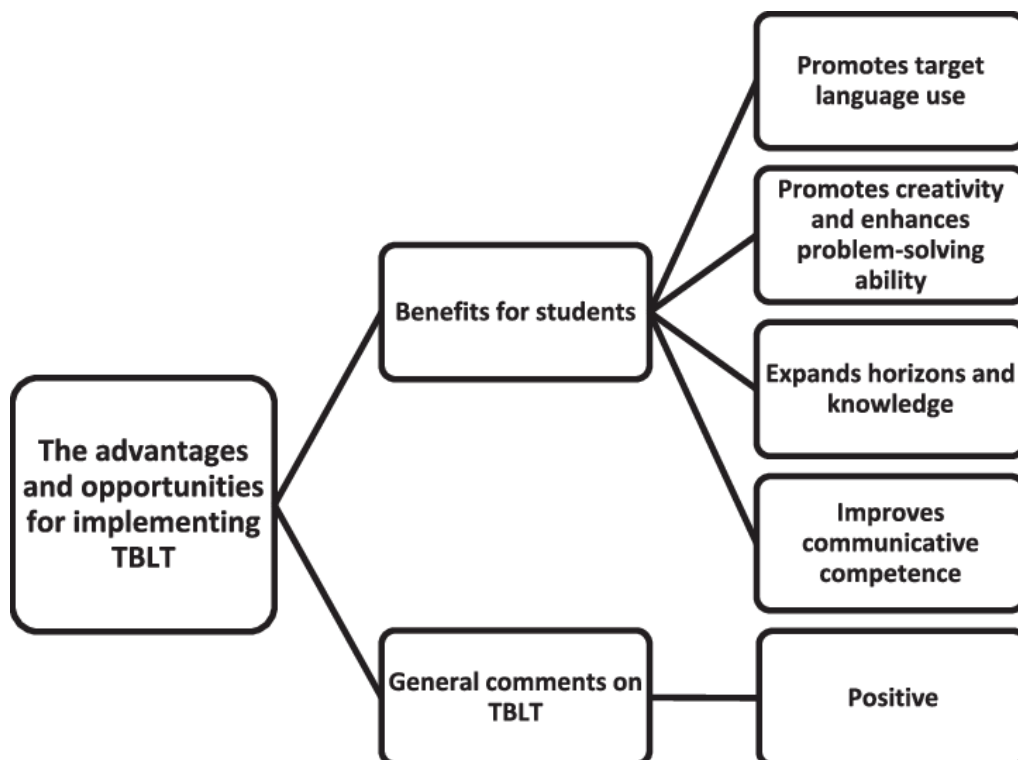 The advantages
and opportunities
for implementing
TBLT
Benefits for students
Promotes target
language use
Promotes creativity
and enhances
problem-solving
ability
Expands horizons and
knowledge
Improves
communicative
competence
General comments on
TBLT
Positive